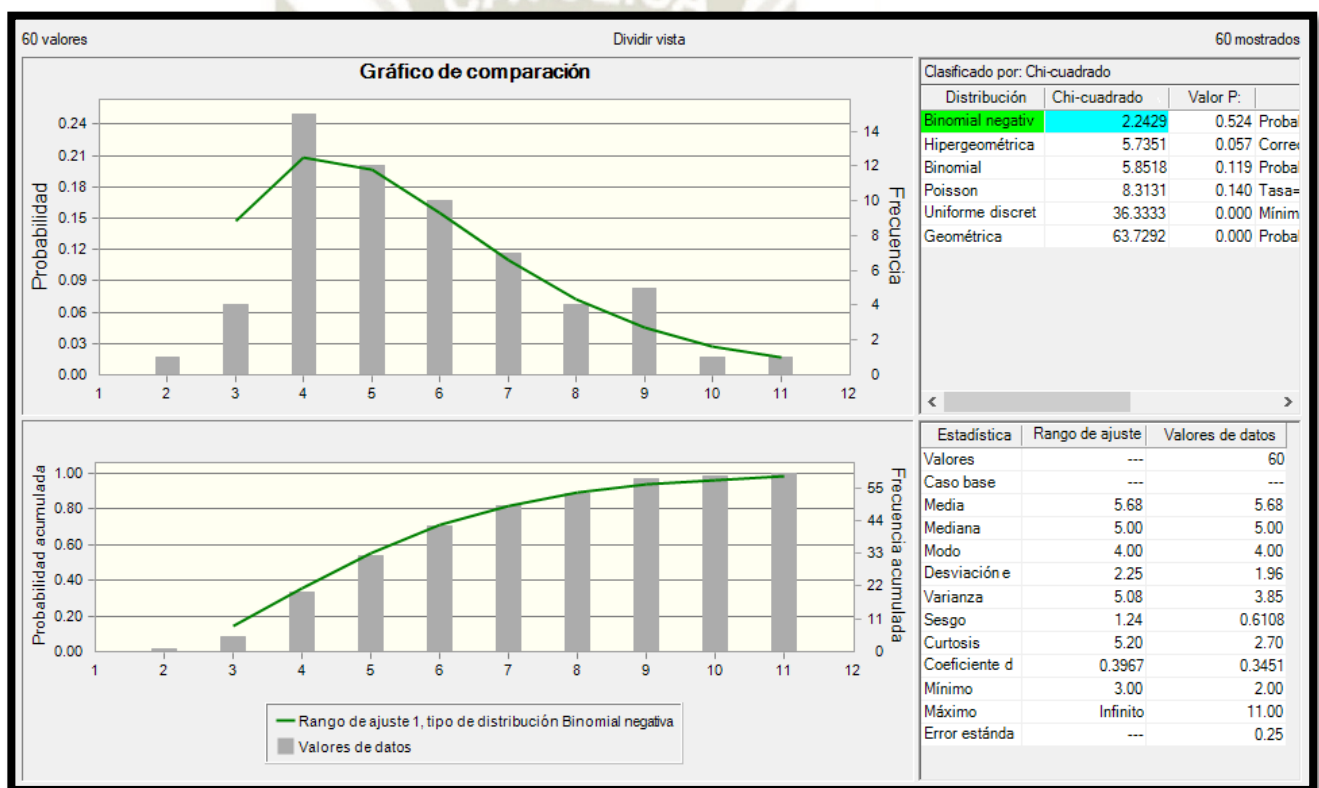 60 valores Dividir vista 60 mostrados
Gráfico de comparación
Probabilidad
0.24
0.21
0.18
0.15
0.12
0.09
0.06
0.03
0.00
14
12
10
8
6
4
2
0
Frecuencia
1 2 3 4 5 6 7 8 9 10 11 12
Clasificado por: Chi-cuadrado
Distribución Chi-cuadrado Valor P:
Binomial negativ 2.2429 0.524 Probal
Hipergeométrica 5.7351 0.057 Correc
Binomial 5.8518 0.119 Probal
Poisson 8.3131 0.140 Tasa=
Uniforme discret 36.3333 0.000 Mínim
Geométrica 63.7292 0.000 Probal
Probabilidad acumulada
1.00
0.80
0.60
0.40
0.20
0.00
55
44
33
22
11
0
Frecuencia acumulada
1 2 3 4 5 6 7 8 9 10 11 12
Rango de ajuste 1, tipo de distribución Binomial negativa
Valores de datos
Estadística Rango de ajuste Valores de datos
Valores --- 60
Caso base --- ---
Media 5.68 5.68
Mediana 5.00 5.00
Modo 4.00 4.00
Desviación e 2.25 1.96
Varianza 5.08 3.85
Sesgo 1.24 0.6108
Curtosis 5.20 2.70
Coeficiente d 0.3967 0.3451
Mínimo 3.00 2.00
Máximo Infinito 11.00
Error estánda --- 0.25